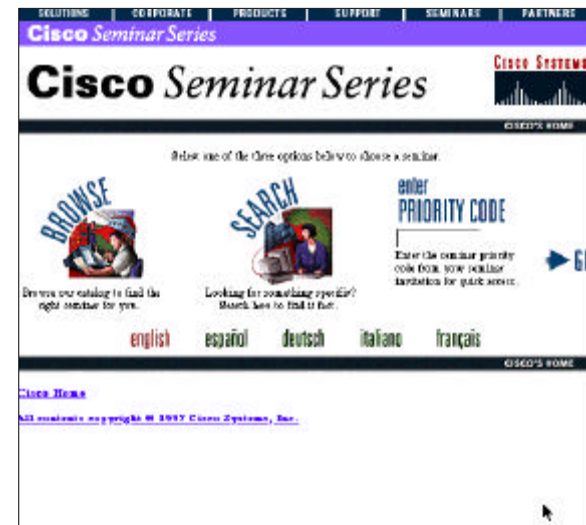 SOLUTIONS | CORPORATE | PRODUCTS | SUPPORT | SEMINARS | PARTNERS
Cisco Seminar Series
Cisco Seminar Series
CISCO SYSTEMS
CISCO'S HOME
Select one of the three options below to choose a seminar.
BROWSE
Browse our catalog to find the
right seminar for you.
SEARCH
Looking for something specific?
Search here to find it fast.
enter
PRIORITY CODE
Enter the seminar priority
code from your seminar
invitation for quick access.
english español deutsch italiano français
CISCO'S HOME
Cisco Home
All contents copyright © 1997 Cisco Systems, Inc.